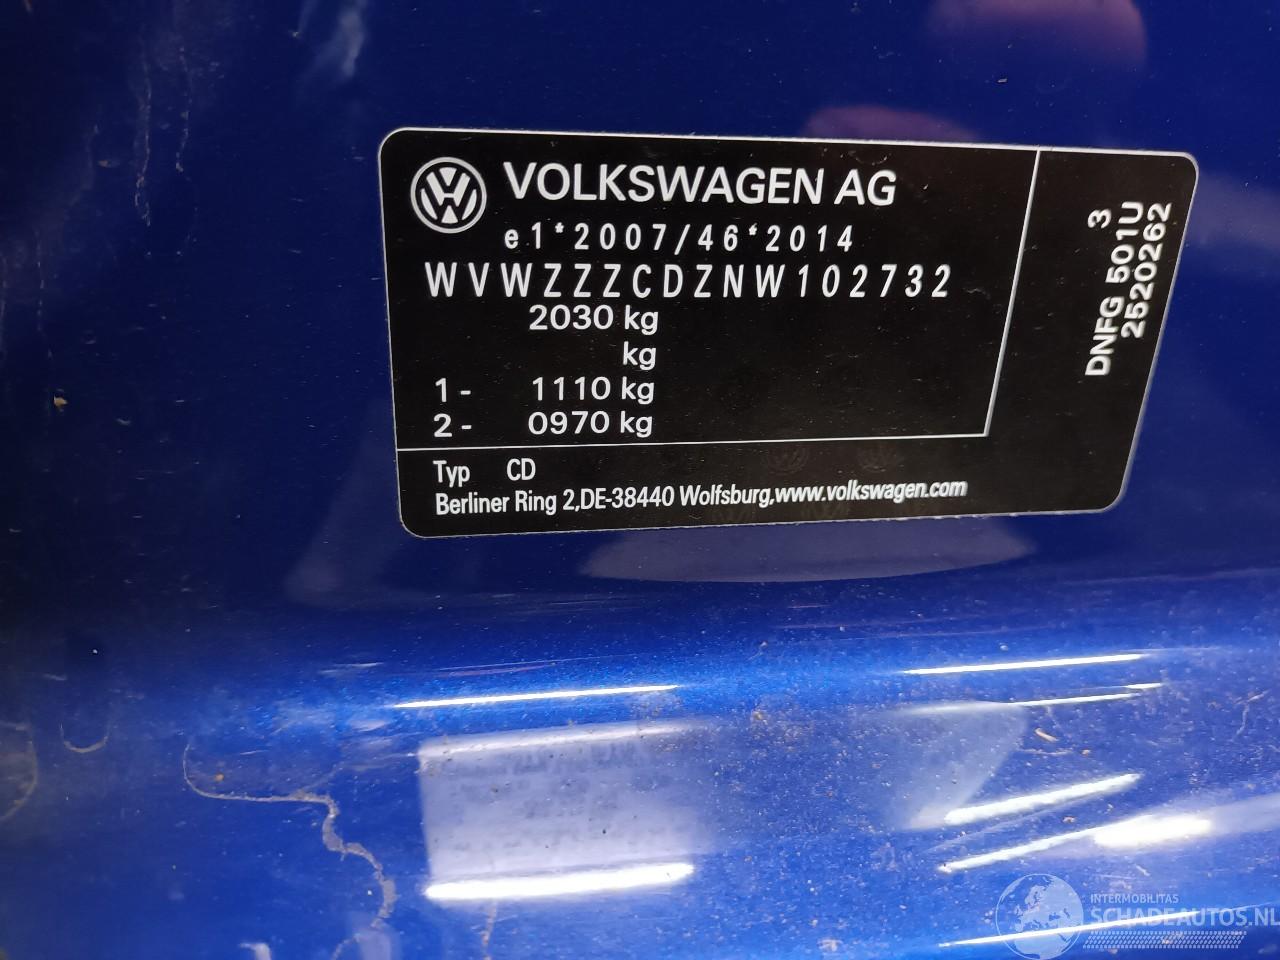 VOLKSWAGEN AG
e1*2007/46*2014
WVWZZZCDZNW102732
2030 kg
kg
1- 1110 kg
2- 0970 kg
Typ CD
Berliner Ring 2,DE-38440 Wolfsburg,www.volkswagen.com
3
DNFG 501U
2520262
INTERMOBILITAS
SCHADEAUTOS.NL